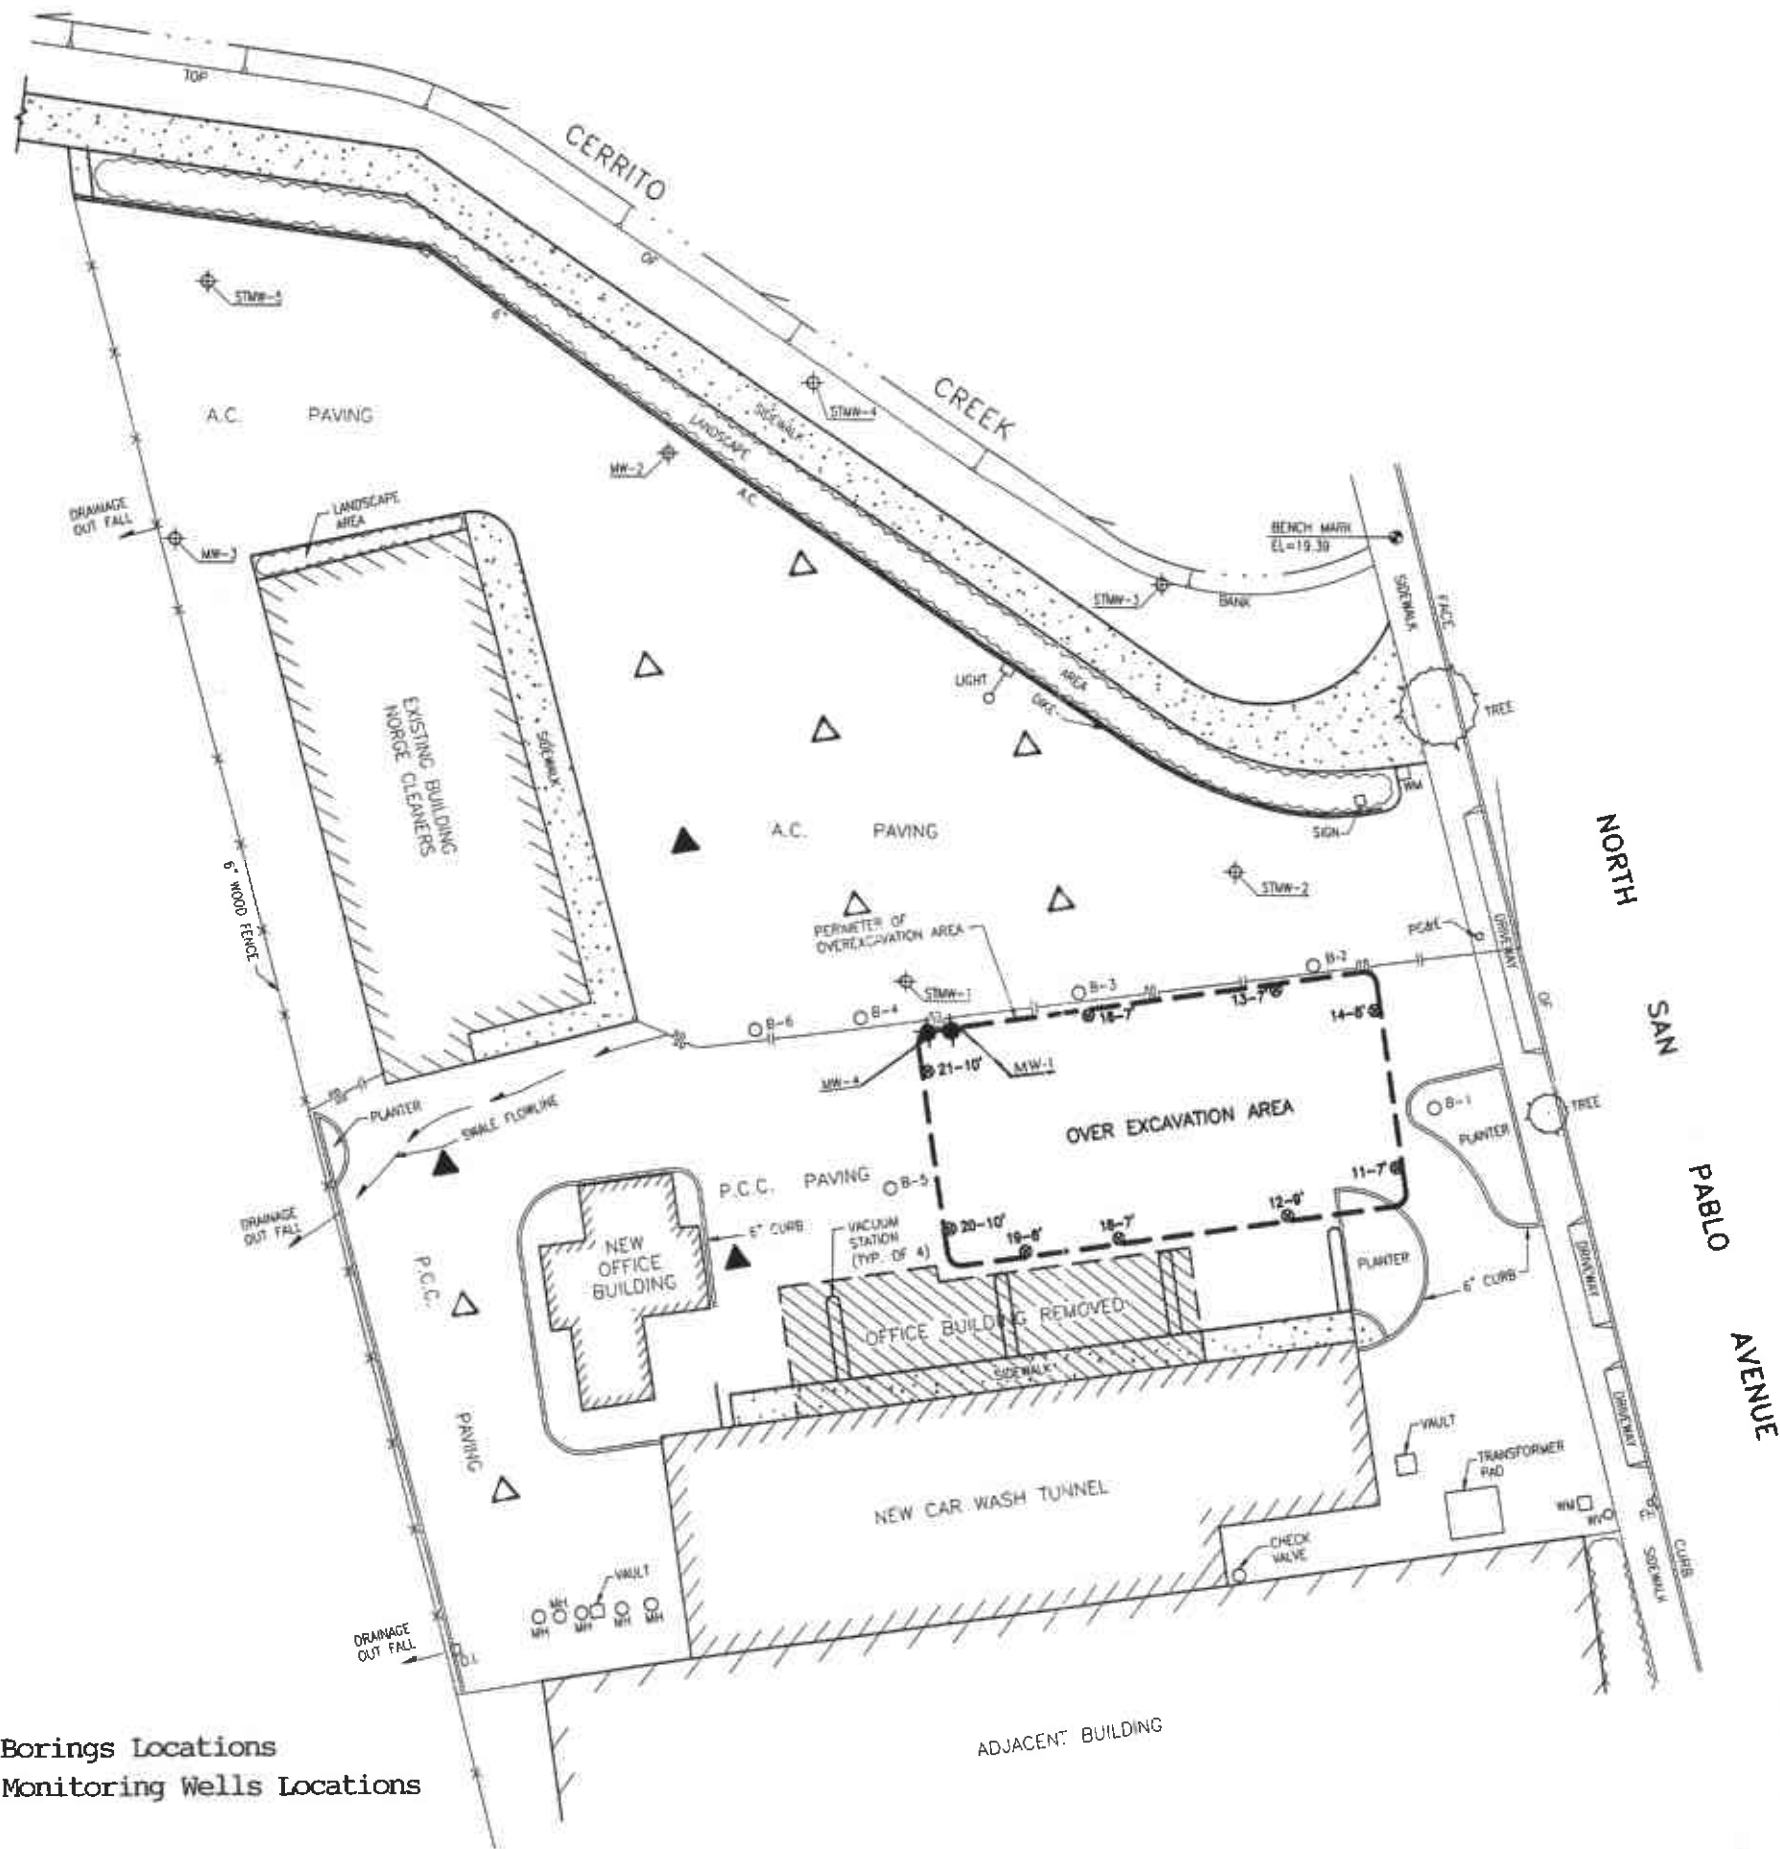 TOP
CERRITO
OF
STMW-5
6"
A.C. PAVING
CREEK
STMW-4
SIDEWALK
LANDSCAPE
MW-2
A.C.
DRAINAGE
OUT FALL
LANDSCAPE
AREA
MW-3
BENCH MARK
EL=19.39
STMW-3
BANK
SIDEWALK
FACE
LIGHT
AREA
DIKE
TREE
EXISTING BUILDING
NORGE CLEANERS
SIDEWALK
WM
SIGN
A.C. PAVING
NORTH
6" WOOD FENCE
STMW-2
PERIMETER OF
OVEREXCAVATION AREA
PG&E
DRIVEWAY
B-2
STMW-1
B-3
13-7'
14-8'
OF
B-6
B-4
SAN
MW-4
21-10'
MW-1
PLANTER
SWALE FLOWLINE
OVER EXCAVATION AREA
B-1
PLANTER
TREE
P.C.C. PAVING
B-5
11-7'
PABLO
DRAINAGE
OUT FALL
6" CURB
VACUUM
STATION
(TYP. OF 4)
20-10'
12-9'
P.C.C.
NEW
OFFICE
BUILDING
PLANTER
6" CURB
DRIVEWAY
OFFICE BUILDING REMOVED
SIDEWALK
AVENUE
PAVING
VAULT
DRIVEWAY
TRANSFORMER
PAD
NEW CAR WASH TUNNEL
WM
WV
FH
CHECK
VALVE
CURB
SIDEWALK
VAULT
MH
MH
MH
MH
MH
DRAINAGE
OUT FALL
D.I.
ADJACENT BUILDING
Borings Locations
Monitoring Wells Locations